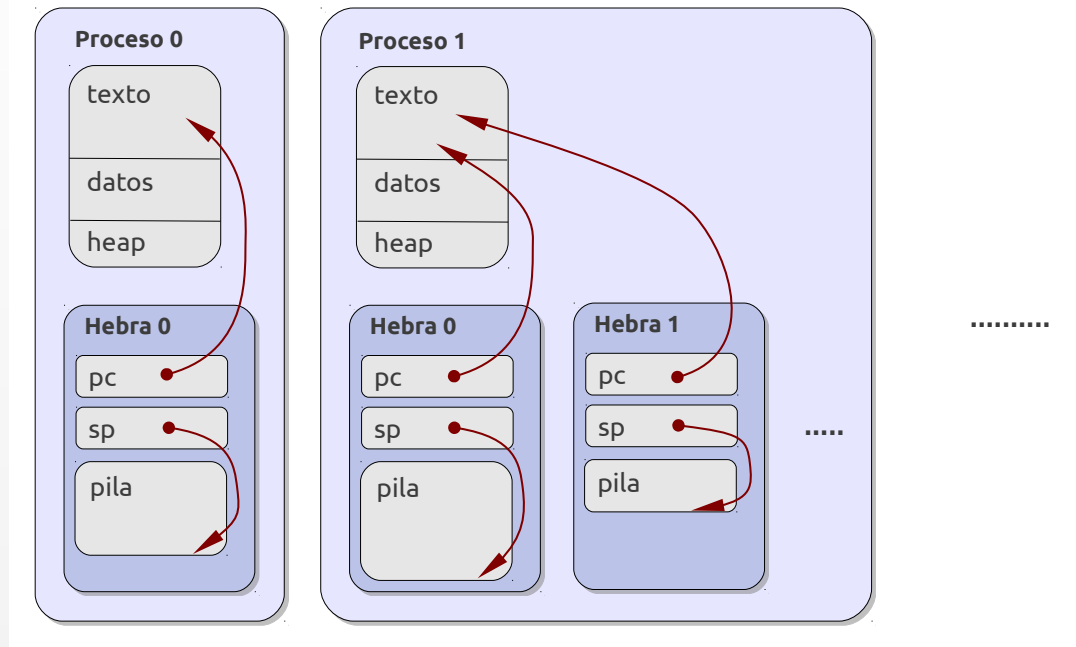 Proceso 0
texto
datos
heap
Hebra 0
pc
sp
pila
Proceso 1
texto
datos
heap
Hebra 0
pc
sp
pila
Hebra 1
pc
sp
pila
.....
..........